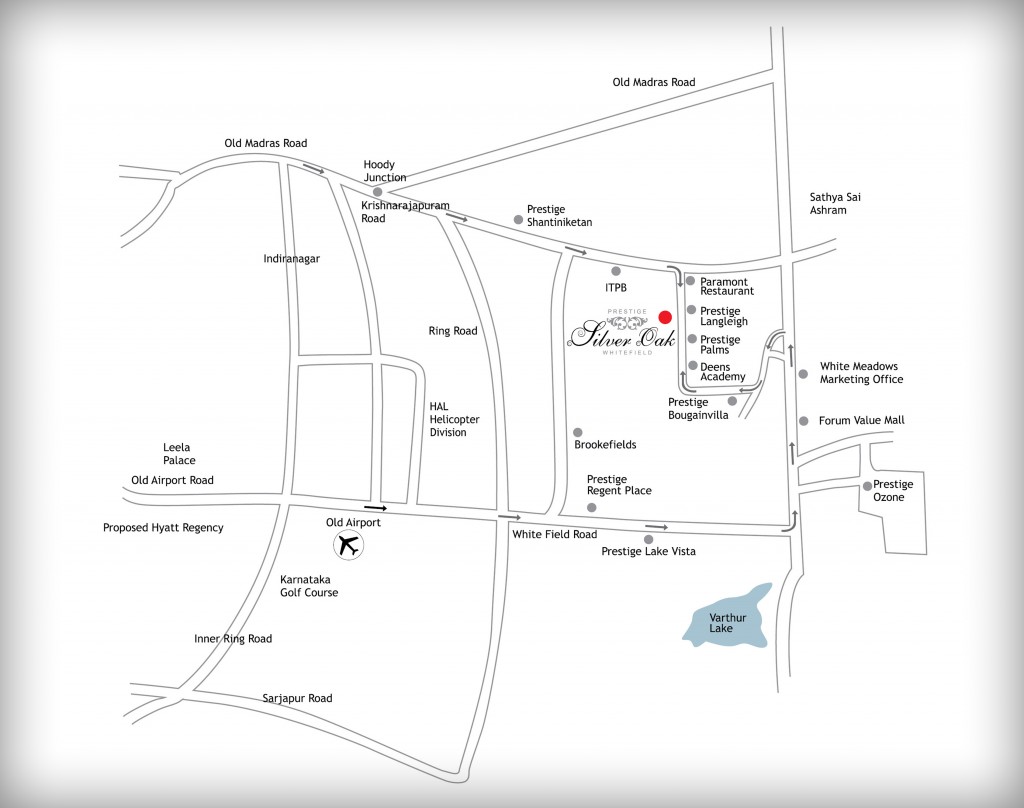 Old Madras Road
Old Madras Road
Hoody
Junction
Krishnarajapuram
Road
Sathya Sai
Ashram
Prestige
Shantiniketan
Indiranagar
ITPB
Paramont
Restaurant
PRESTIGE
Silver Oak
WHITEFIELD
Prestige
Langleigh
Ring Road
Prestige
Palms
Deens
Academy
White Meadows
Marketing Office
Prestige
Bougainvilla
HAL
Helicopter
Division
Forum Value Mall
Brookefields
Leela
Palace
Old Airport Road
Prestige
Regent Place
Prestige
Ozone
Proposed Hyatt Regency
Old Airport
White Field Road
Prestige Lake Vista
Karnataka
Golf Course
Varthur
Lake
Inner Ring Road
Sarjapur Road